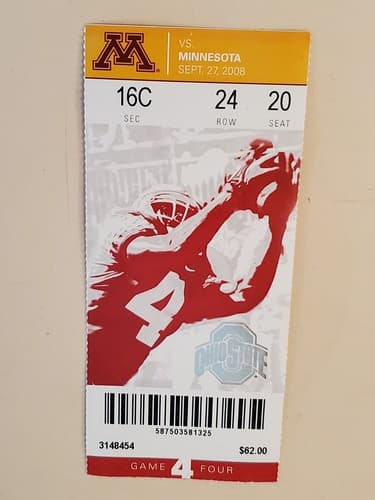 M
VS.
MINNESOTA
SEPT. 27, 2008
16C 24 20
SEC ROW SEAT
4
OHIO STATE
587503581325
3148454 $62.00
GAME 4 FOUR